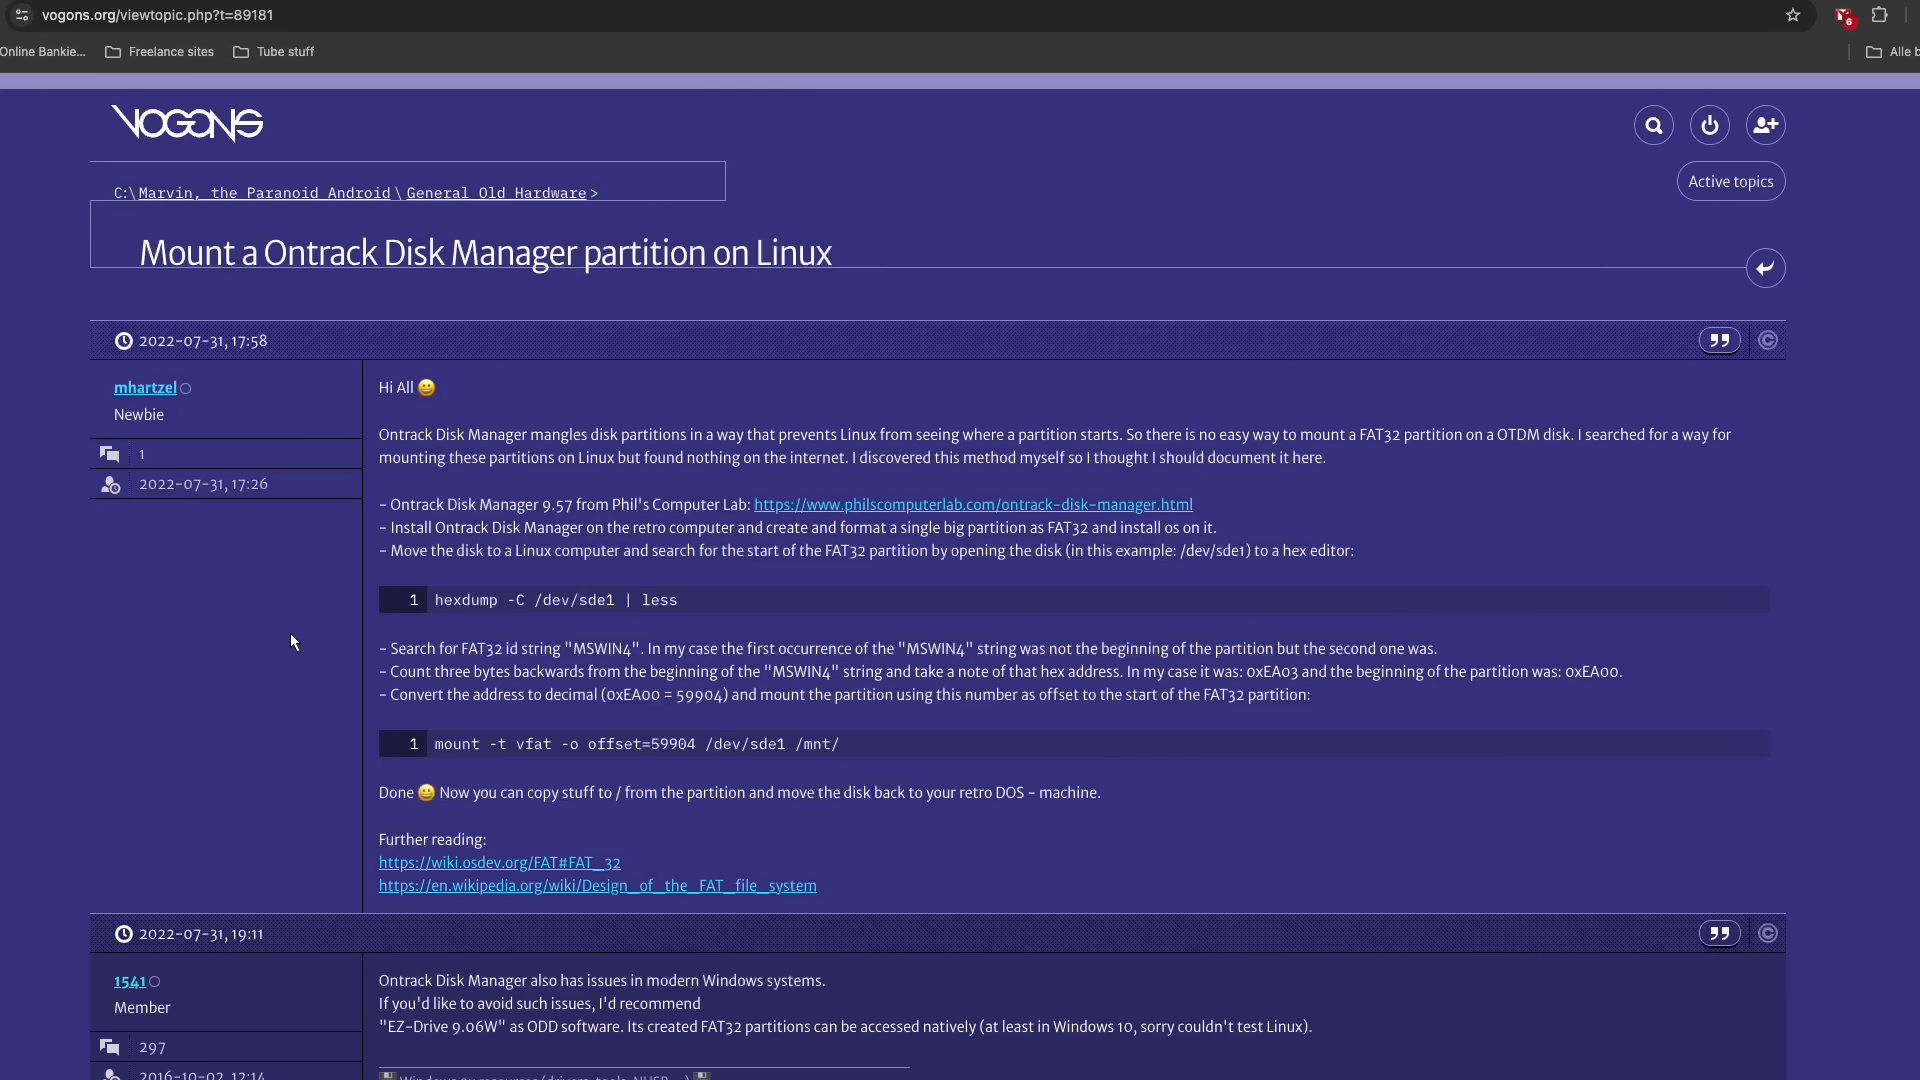 vogons.org/viewtopic.php?t=89181
6
Online Bankie...
Freelance sites
Tube stuff
Alle b
VOGONS
C:\Marvin, the Paranoid Android\General Old Hardware>
Active topics
Mount a Ontrack Disk Manager partition on Linux
2022-07-31, 17:58
mhartzel
Newbie
1
2022-07-31, 17:26
Hi All
Ontrack Disk Manager mangles disk partitions in a way that prevents Linux from seeing where a partition starts. So there is no easy way to mount a FAT32 partition on a OTDM disk. I searched for a way for
mounting these partitions on Linux but found nothing on the internet. I discovered this method myself so I thought I should document it here.
- Ontrack Disk Manager 9.57 from Phil's Computer Lab: https://www.philscomputerlab.com/ontrack-disk-manager.html
- Install Ontrack Disk Manager on the retro computer and create and format a single big partition as FAT32 and install os on it.
- Move the disk to a Linux computer and search for the start of the FAT32 partition by opening the disk (in this example: /dev/sde1) to a hex editor:
1 hexdump -C /dev/sde1 | less
- Search for FAT32 id string "MSWIN4". In my case the first occurrence of the "MSWIN4" string was not the beginning of the partition but the second one was.
- Count three bytes backwards from the beginning of the "MSWIN4" string and take a note of that hex address. In my case it was: 0xEA03 and the beginning of the partition was: 0xEA00.
- Convert the address to decimal (0xEA00 = 59904) and mount the partition using this number as offset to the start of the FAT32 partition:
1 mount -t vfat -o offset=59904 /dev/sde1 /mnt/
Done Now you can copy stuff to / from the partition and move the disk back to your retro DOS - machine.
Further reading:
https://wiki.osdev.org/FAT#FAT_32
https://en.wikipedia.org/wiki/Design_of_the_FAT_file_system
2022-07-31, 19:11
1541
Member
297
2016-10-02, 12:14
Ontrack Disk Manager also has issues in modern Windows systems.
If you'd like to avoid such issues, I'd recommend
"EZ-Drive 9.06W" as ODD software. Its created FAT32 partitions can be accessed natively (at least in Windows 10, sorry couldn't test Linux).